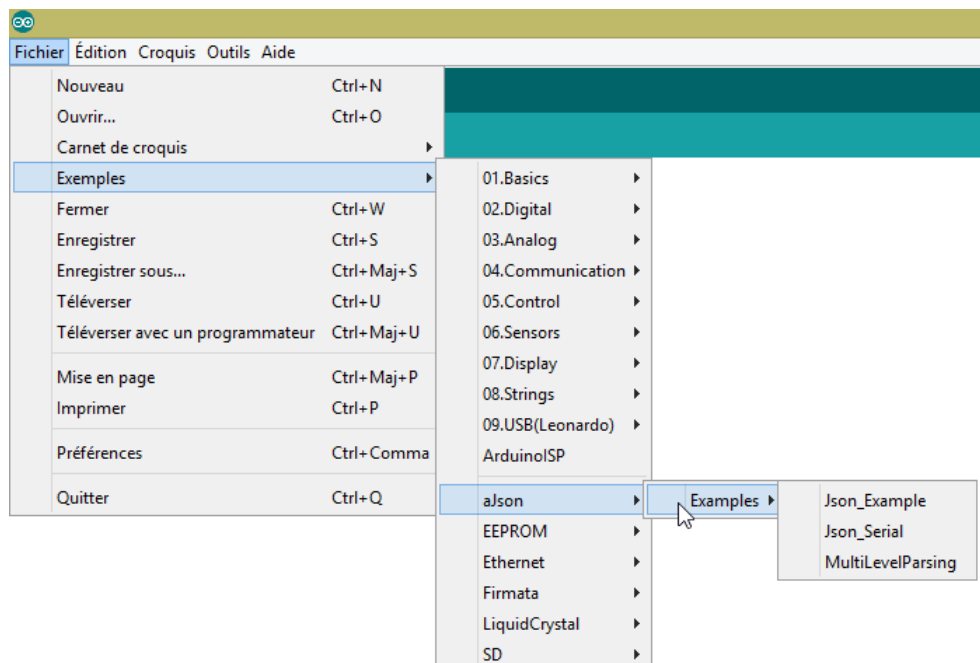 Fichier Édition Croquis Outils Aide
Nouveau Ctrl+N
Ouvrir... Ctrl+O
Carnet de croquis
Exemples
Fermer Ctrl+W
Enregistrer Ctrl+S
Enregistrer sous... Ctrl+Maj+S
Téléverser Ctrl+U
Téléverser avec un programmateur Ctrl+Maj+U
Mise en page Ctrl+Maj+P
Imprimer Ctrl+P
Préférences Ctrl+Comma
Quitter Ctrl+Q
01.Basics
02.Digital
03.Analog
04.Communication
05.Control
06.Sensors
07.Display
08.Strings
09.USB(Leonardo)
ArduinoISP
aJson
EEPROM
Ethernet
Firmata
LiquidCrystal
SD
Examples
Json_Example
Json_Serial
MultiLevelParsing